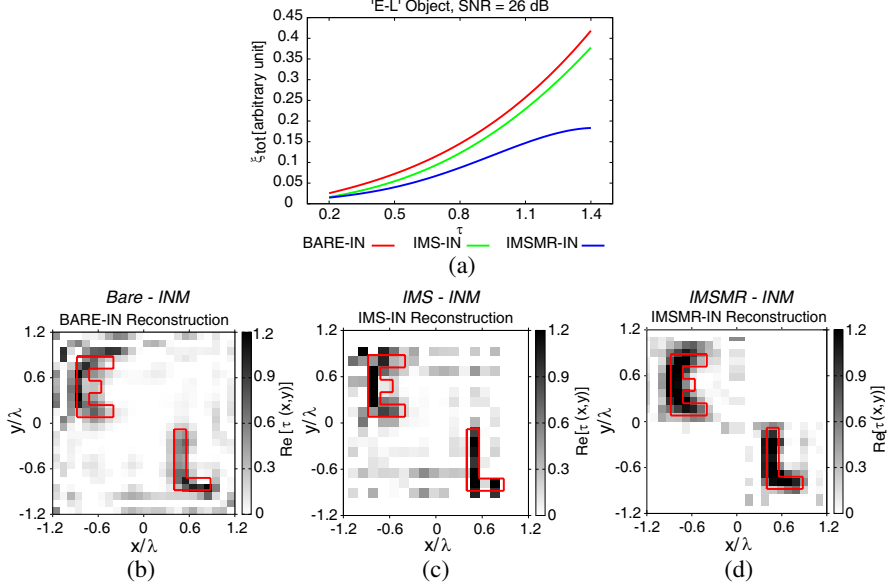 'E-L' Object, SNR = 26 dB
ξtot[arbitrary unit]
0.45
0.4
0.35
0.3
0.25
0.2
0.15
0.1
0.05
0
0.2 0.5 0.8 1.1 1.4
τ
BARE-IN IMS-IN IMSMR-IN
(a)
Bare - INM
BARE-IN Reconstruction
y/λ
1.2
0.6
0
-0.6
-1.2
-1.2 -0.6 0 0.6 1.2
x/λ
1.2
0.9
0.6
0.3
0
Re [τ (x,y)]
(b)
IMS - INM
IMS-IN Reconstruction
y/λ
1.2
0.6
0
-0.6
-1.2
-1.2 -0.6 0 0.6 1.2
x/λ
1.2
0.9
0.6
0.3
0
Re [τ (x,y)]
(c)
IMSMR - INM
IMSMR-IN Reconstruction
y/λ
1.2
0.6
0
-0.6
-1.2
-1.2 -0.6 0 0.6 1.2
x/λ
1.2
0.9
0.6
0.3
0
Re[τ (x,y)]
(d)